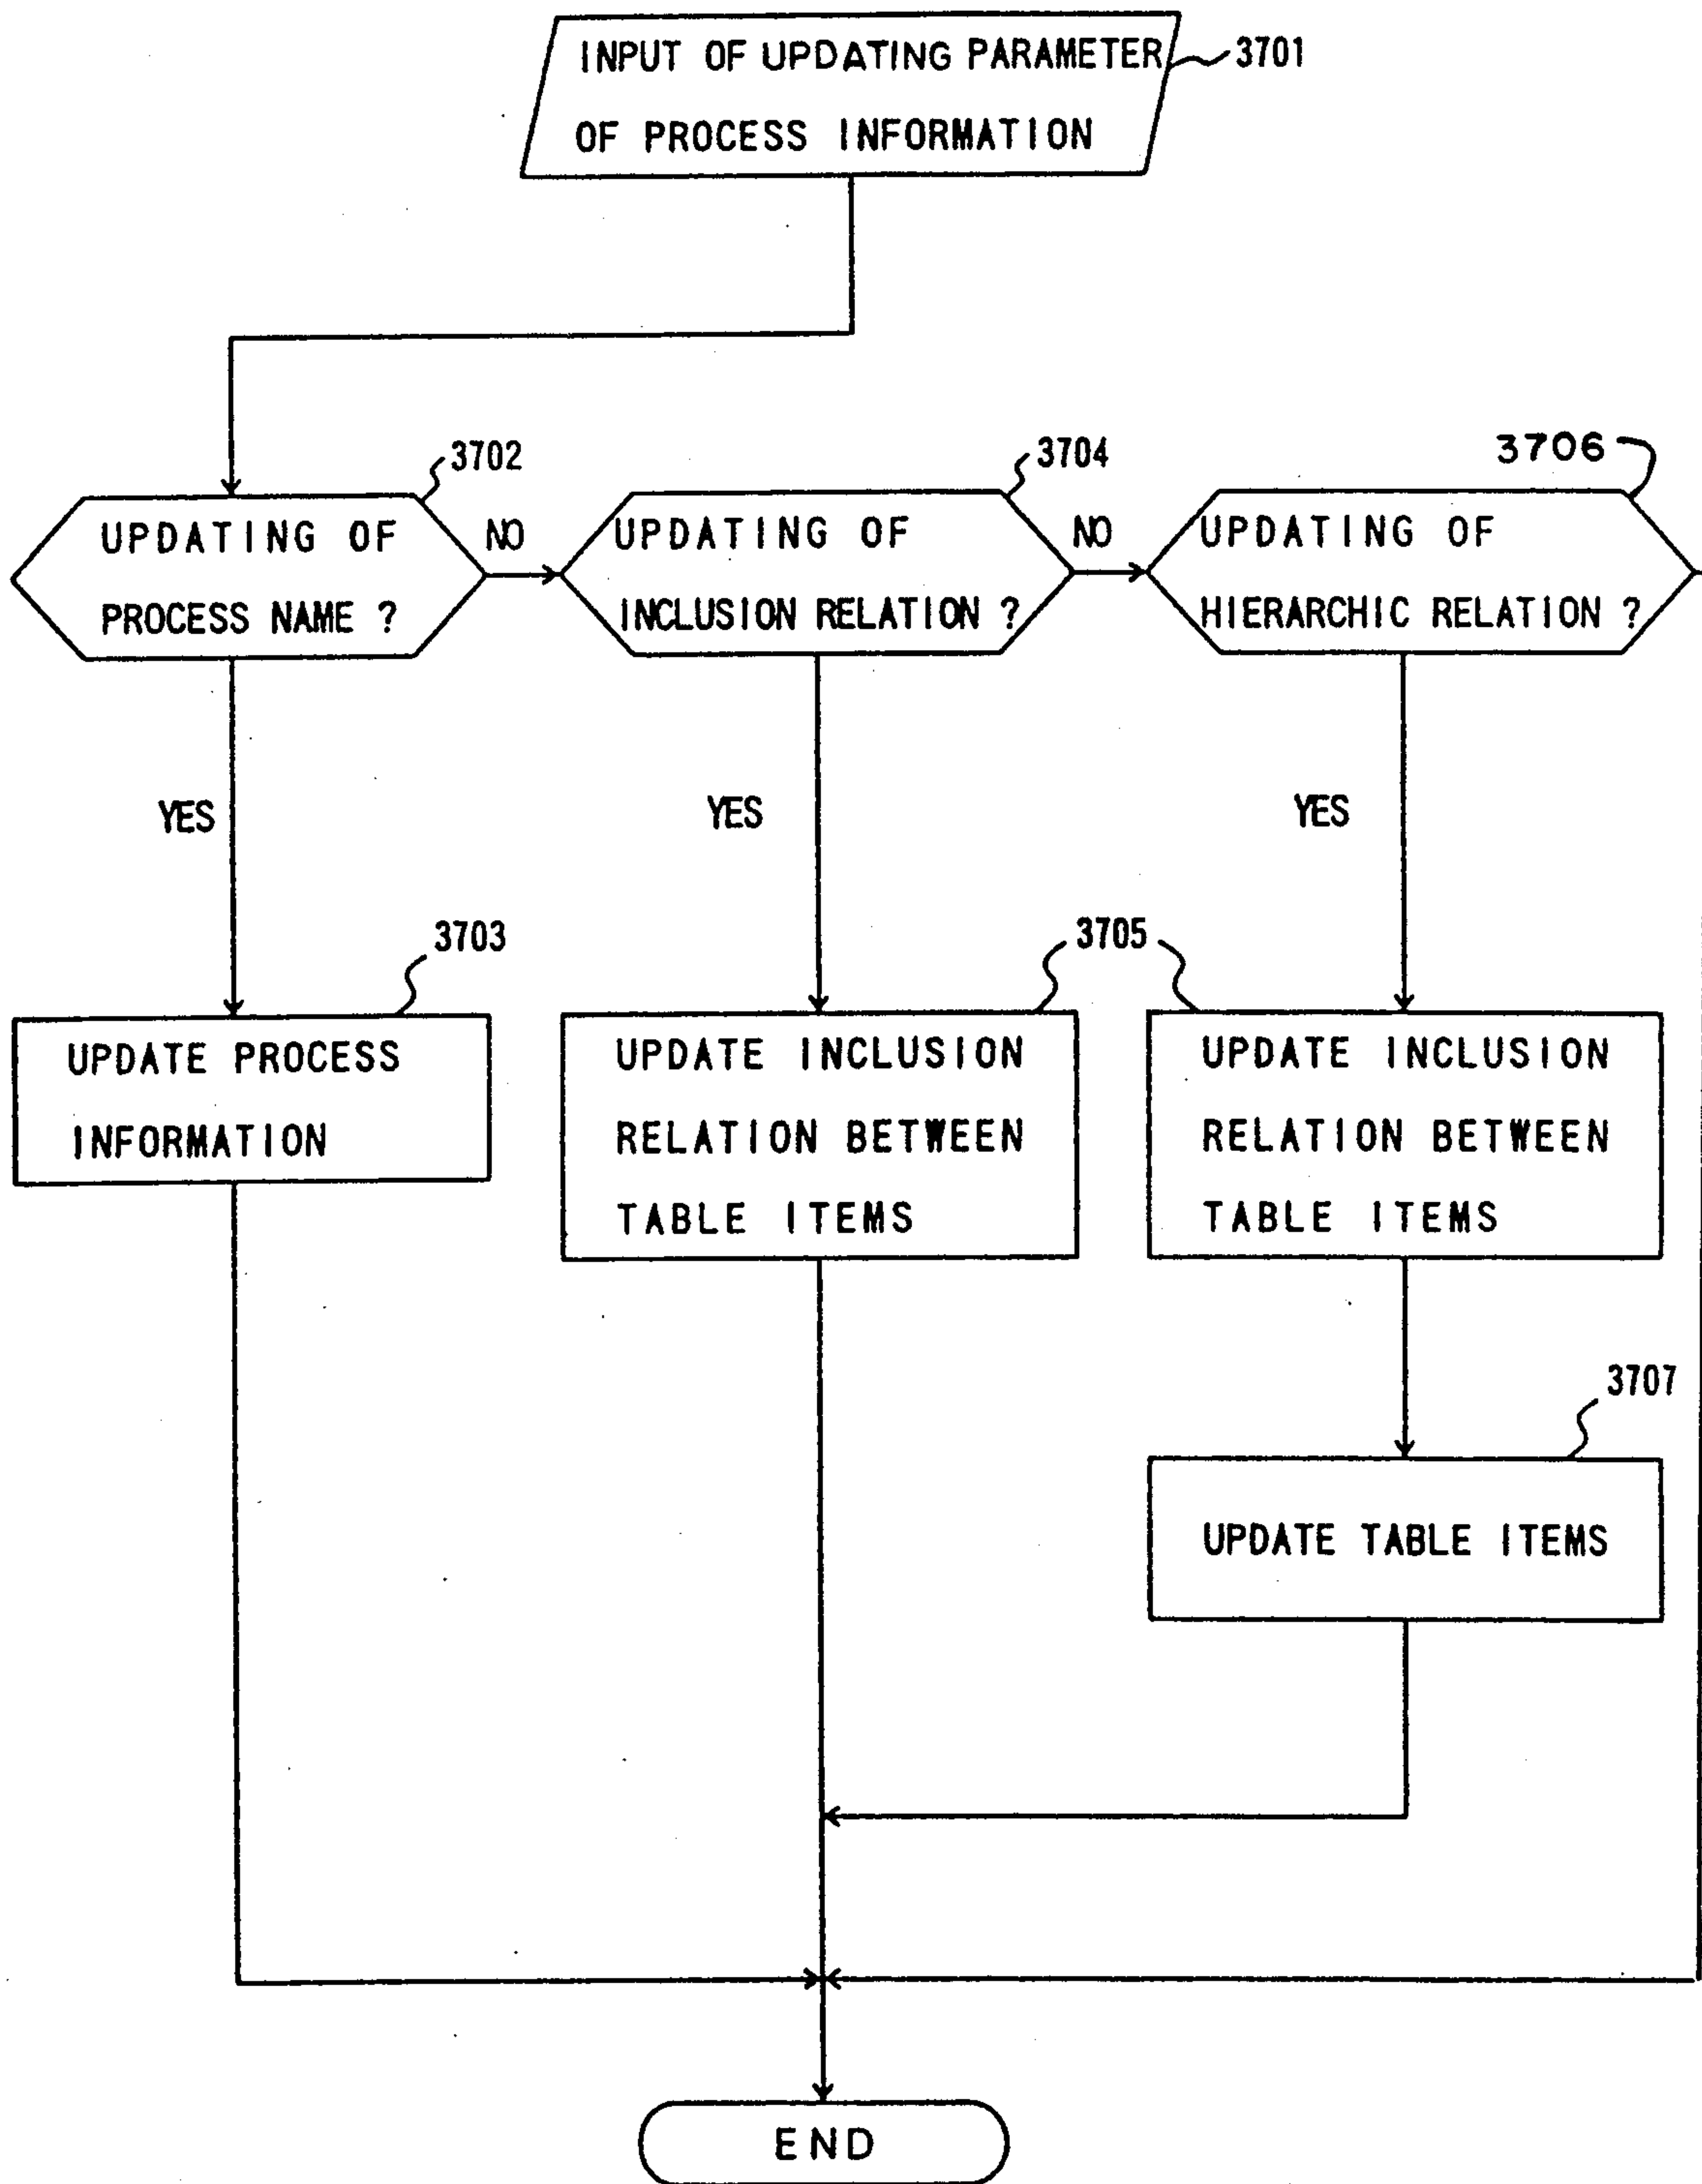 INPUT OF UPDATING PARAMETER
OF PROCESS INFORMATION
3701
3702
UPDATING OF
PROCESS NAME ?
NO
3704
UPDATING OF
INCLUSION RELATION ?
NO
3706
UPDATING OF
HIERARCHIC RELATION ?
YES
YES
YES
3703
UPDATE PROCESS
INFORMATION
3705
UPDATE INCLUSION
RELATION BETWEEN
TABLE ITEMS
UPDATE INCLUSION
RELATION BETWEEN
TABLE ITEMS
3707
UPDATE TABLE ITEMS
END